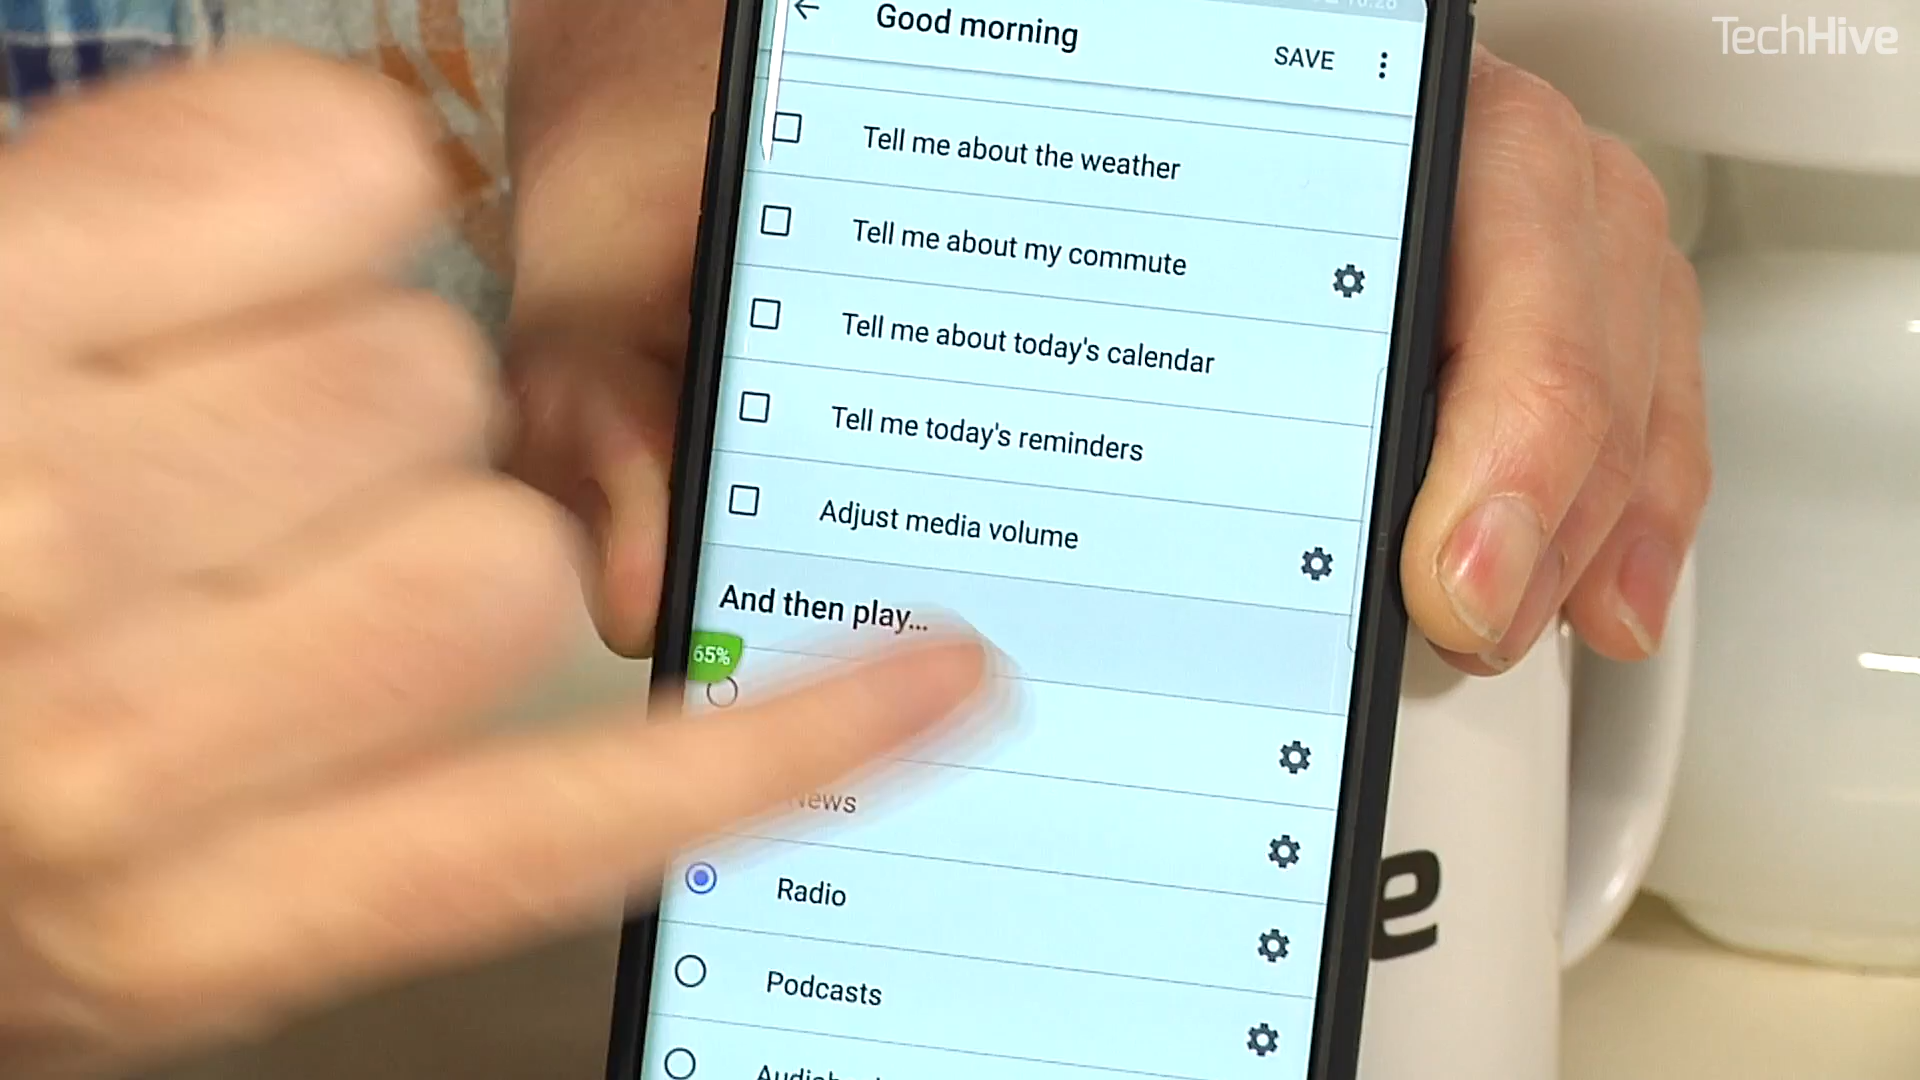 TechHive
Good morning
SAVE
Tell me about the weather
Tell me about my commute
Tell me about today's calendar
Tell me today's reminders
Adjust media volume
And then play...
65%
News
Radio
Podcasts
e